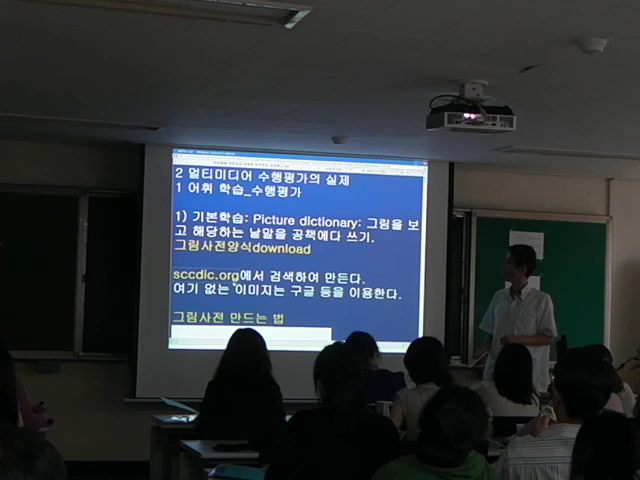 2 멀티미디어 수행평가의 실제
1 어휘 학습_수행평가
1) 기본학습: Picture dictionary: 그림을 보
고 해당하는 낱말을 공책에다 쓰기.
그림사전양식download
sccdic.org에서 검색하여 만든다.
여기 없는 이미지는 구글 등을 이용한다.
그림사전 만드는 법